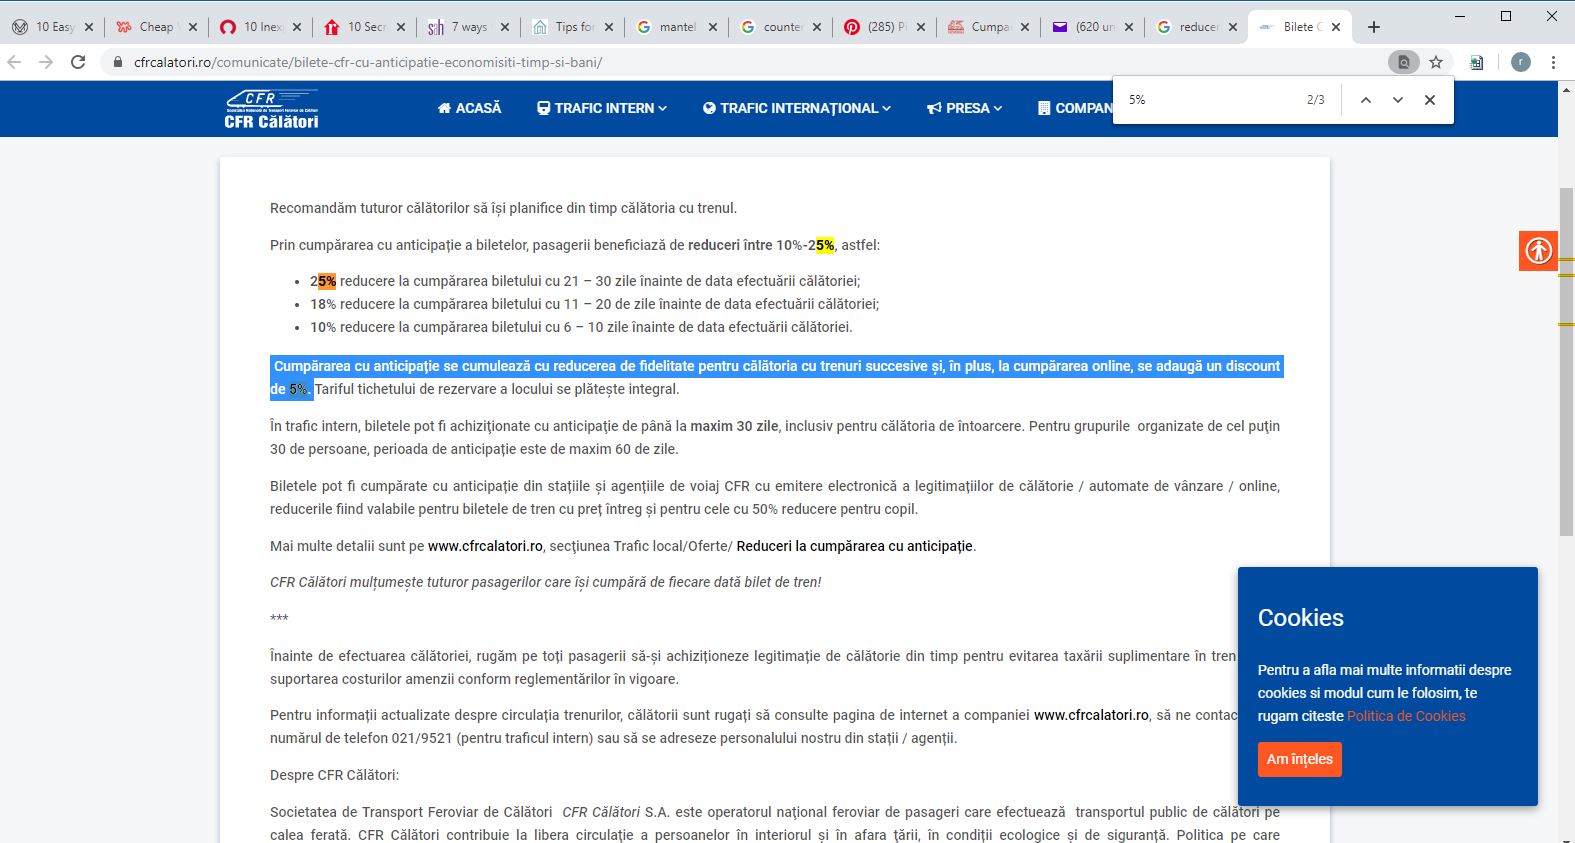 10 Easy
Cheap
10 Inex
10 Secr
7 ways
Tips for
mantel
counter
(285) Pi
Cumpa
(620 un
reducer
Bilete C
cfrcalatori.ro/comunicate/bilete-cfr-cu-anticipatie-economisiti-timp-si-bani/
r
5%
2/3
CFR
CFR Călători
ACASĂ
TRAFIC INTERN
TRAFIC INTERNAȚIONAL
PRESA
COMPAN
Recomandăm tuturor călătorilor să își planifice din timp călătoria cu trenul.
Prin cumpărarea cu anticipație a biletelor, pasagerii beneficiază de reduceri între 10%-25%, astfel:
• 25% reducere la cumpărarea biletului cu 21 – 30 zile înainte de data efectuării călătoriei;
• 18% reducere la cumpărarea biletului cu 11 – 20 de zile înainte de data efectuării călătoriei;
• 10% reducere la cumpărarea biletului cu 6 – 10 zile înainte de data efectuării călătoriei.
Cumpărarea cu anticipaţie se cumulează cu reducerea de fidelitate pentru călătoria cu trenuri succesive și, în plus, la cumpărarea online, se adaugă un discount
de 5%. Tariful tichetului de rezervare a locului se plătește integral.
În trafic intern, biletele pot fi achiziţionate cu anticipaţie de până la maxim 30 zile, inclusiv pentru călătoria de întoarcere. Pentru grupurile organizate de cel puţin
30 de persoane, perioada de anticipație este de maxim 60 de zile.
Biletele pot fi cumpărate cu anticipație din stațiile și agențiile de voiaj CFR cu emitere electronică a legitimațiilor de călătorie / automate de vânzare / online,
reducerile fiind valabile pentru biletele de tren cu preț întreg și pentru cele cu 50% reducere pentru copil.
Mai multe detalii sunt pe www.cfrcalatori.ro, secţiunea Trafic local/Oferte/ Reduceri la cumpărarea cu anticipație.
CFR Călători mulțumește tuturor pasagerilor care își cumpără de fiecare dată bilet de tren!
***
Înainte de efectuarea călătoriei, rugăm pe toți pasagerii să-și achiziționeze legitimație de călătorie din timp pentru evitarea taxării suplimentare în tren
suportarea costurilor amenzii conform reglementărilor în vigoare.
Pentru informații actualizate despre circulația trenurilor, călătorii sunt rugați să consulte pagina de internet a companiei www.cfrcalatori.ro, să ne contac
numărul de telefon 021/9521 (pentru traficul intern) sau să se adreseze personalului nostru din stații / agenții.
Despre CFR Călători:
Societatea de Transport Feroviar de Călători CFR Călători S.A. este operatorul naţional feroviar de pasageri care efectuează transportul public de călători pe
calea ferată. CFR Călători contribuie la libera circulaţie a persoanelor în interiorul și în afara ţării, în condiții ecologice și de siguranță. Politica pe care
Cookies
Pentru a afla mai multe informatii despre
cookies si modul cum le folosim, te
rugam citeste Politica de Cookies
Am înțeles